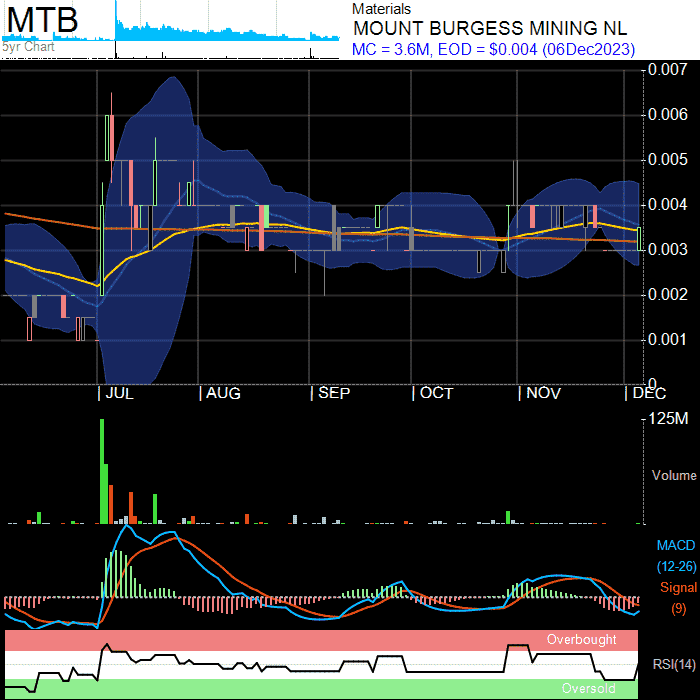 MTB
5yr Chart
Materials
MOUNT BURGESS MINING NL
MC = 3.6M, EOD = $0.004 (06Dec2023)
0.007
0.006
0.005
0.004
0.003
0.002
0.001
0
| JUL | AUG | SEP | OCT | NOV | DEC
125M
Volume
MACD
(12-26)
Signal
(9)
Overbought
RSI(14)
Oversold